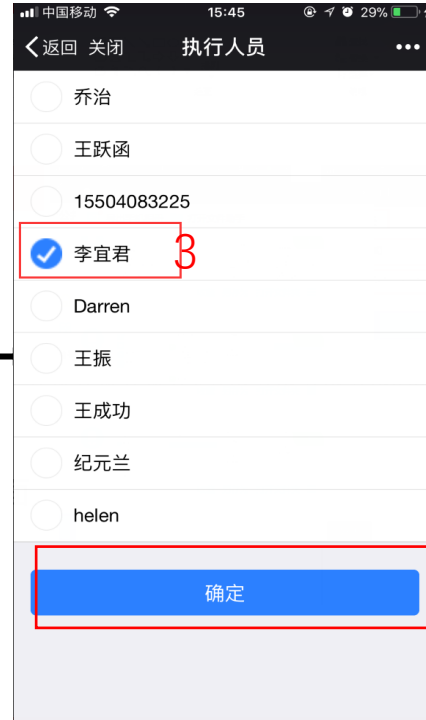 中国移动 15:45 29%
返回 关闭 执行人员
乔治
王跃函
15504083225
李宜君 3
Darren
王振
王成功
纪元兰
helen
确定